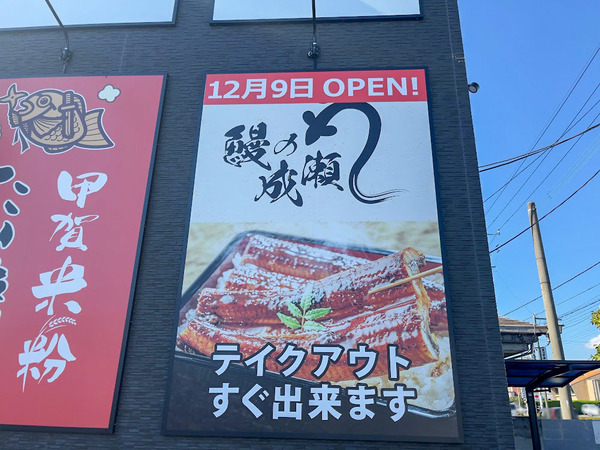 12月9日 OPEN!
鰻の成瀬
テイクアウト
すぐ出来ます
甲賀米粉